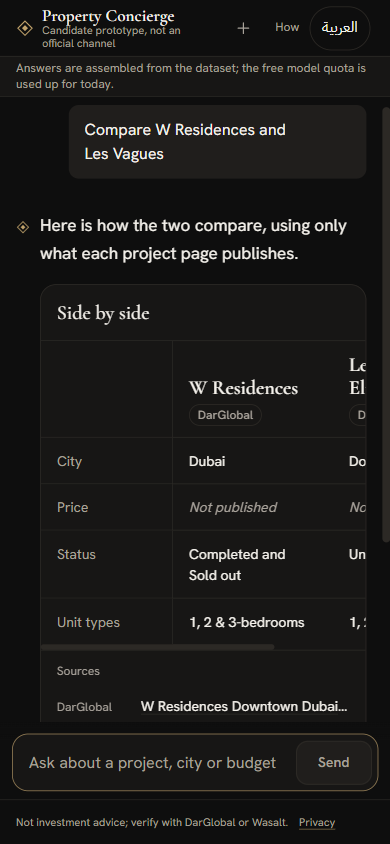 Property Concierge
Candidate prototype, not an
official channel
+
How
العربية
Answers are assembled from the dataset; the free model quota is
used up for today.
Compare W Residences and
Les Vagues
Here is how the two compare, using only
what each project page publishes.
Side by side
W Residences
DarGlobal
City
Dubai
Price
Not published
Status
Completed and
Sold out
Unit types
1, 2 & 3-bedrooms
Sources
DarGlobal
W Residences Downtown Dubai...
Ask about a project, city or budget
Send
Not investment advice; verify with DarGlobal or Wasalt.
Privacy